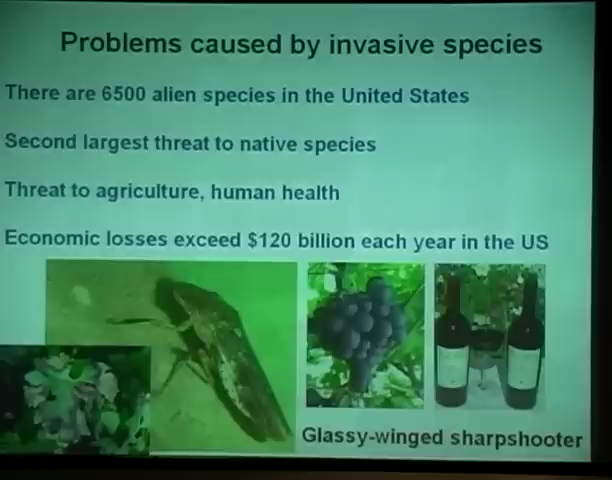 Problems caused by invasive species
There are 6500 alien species in the United States
Second largest threat to native species
Threat to agriculture, human health
Economic losses exceed $120 billion each year in the US
Glassy-winged sharpshooter